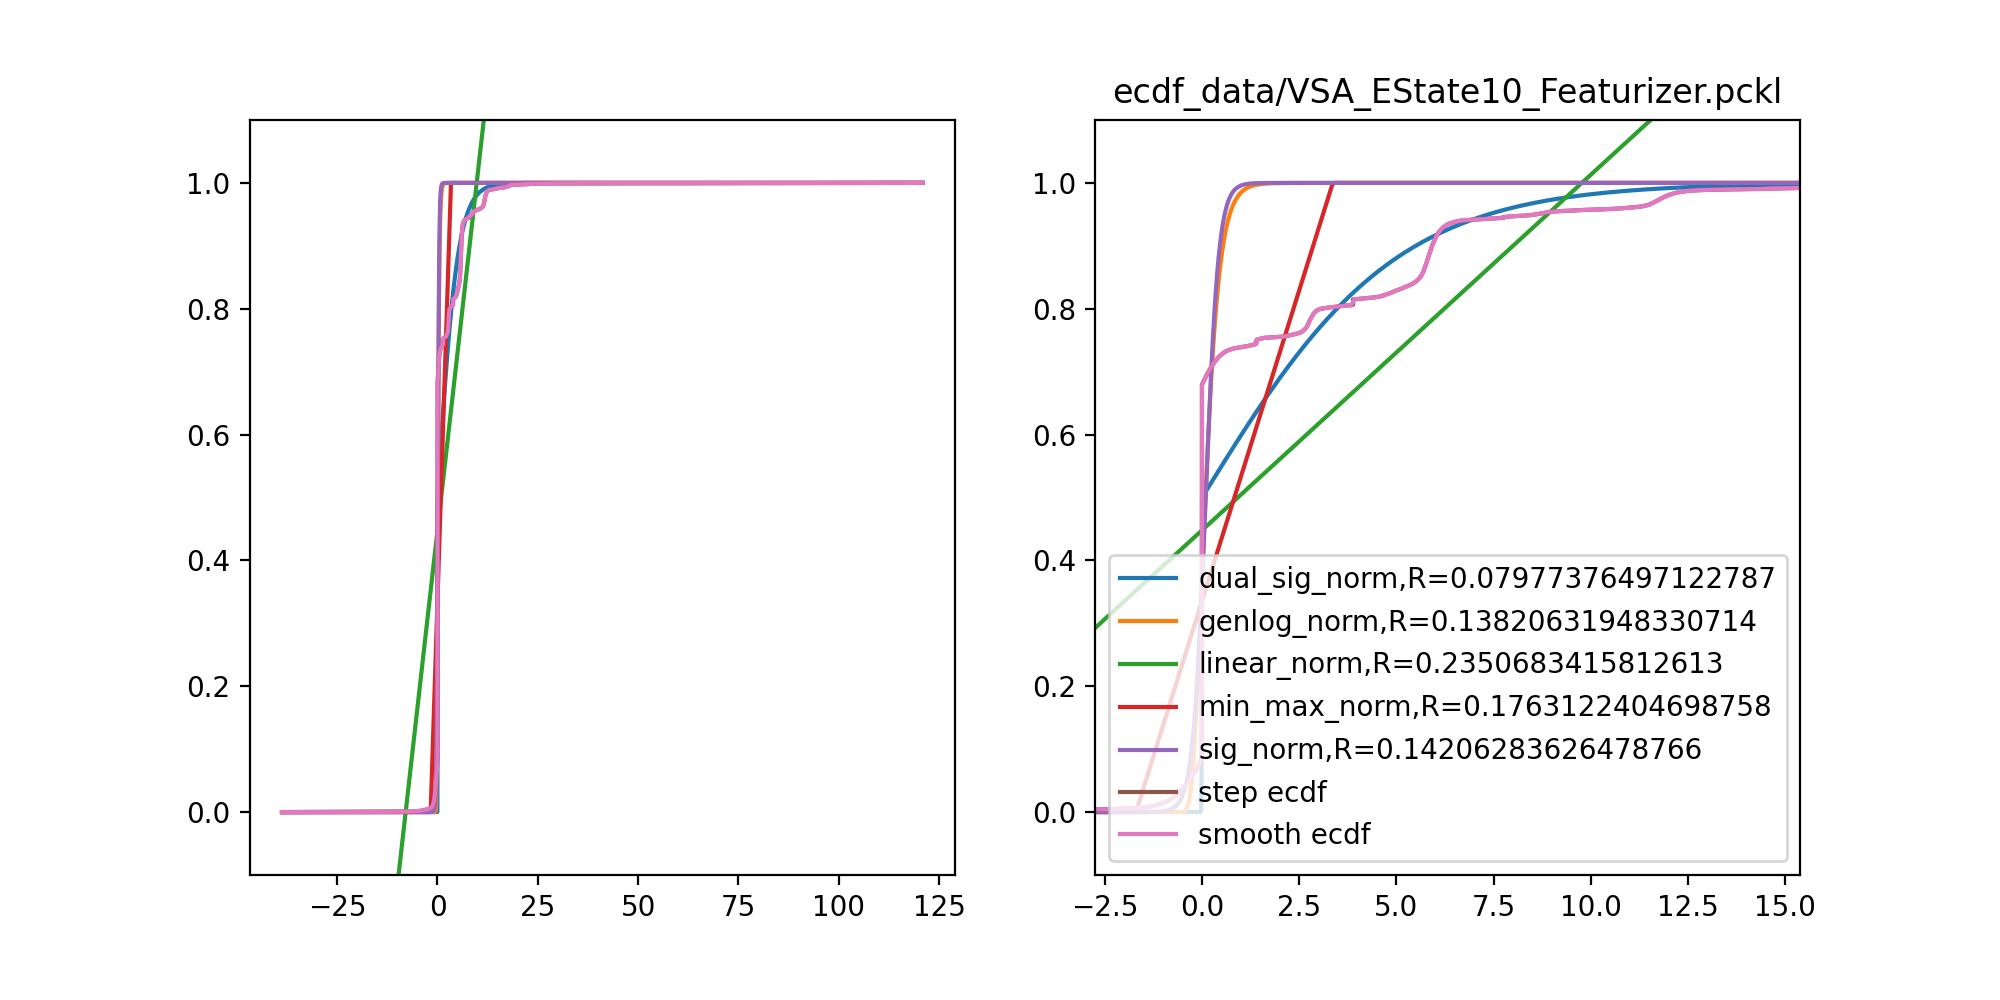 ecdf_data/VSA_EState10_Featurizer.pckl
1.0
0.8
0.6
0.4
0.2
0.0
−25 0 25 50 75 100 125
1.0
0.8
0.6
0.4
0.2
0.0
dual_sig_norm,R=0.07977376497122787
genlog_norm,R=0.13820631948330714
linear_norm,R=0.2350683415812613
min_max_norm,R=0.1763122404698758
sig_norm,R=0.14206283626478766
step ecdf
smooth ecdf
−2.5 0.0 2.5 5.0 7.5 10.0 12.5 15.0